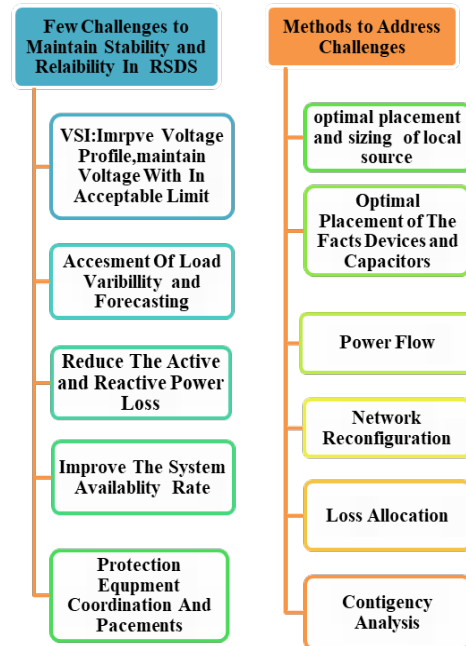 Few Challenges to
Maintain Stability and
Relaibility In RSDS
VSI:Imrpve Voltage
Profile,maintain
Voltage With In
Acceptable Limit
Accesment Of Load
Varibillity and
Forecasting
Reduce The Active
and Reactive Power
Loss
Improve The System
Availablity Rate
Protection
Equpment
Coordination And
Pacements
Methods to Address
Challenges
optimal placement
and sizing of local
source
Optimal
Placement of The
Facts Devices and
Capacitors
Power Flow
Network
Reconfiguration
Loss Allocation
Contigency
Analysis